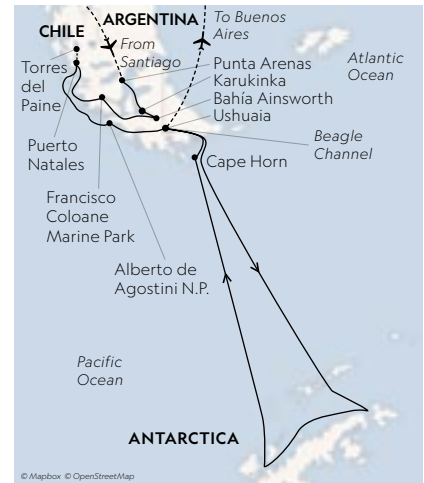 To Buenos
Aires
ARGENTINA
CHILE
From
Santiago
Atlantic
Ocean
Torres
del
Paine
Punta Arenas
Karukinka
Bahía Ainsworth
Ushuaia
Beagle
Channel
Puerto
Natales
Cape Horn
Francisco
Coloane
Marine Park
Alberto de
Agostini N.P.
Pacific
Ocean
ANTARCTICA
© Mapbox © OpenStreetMap